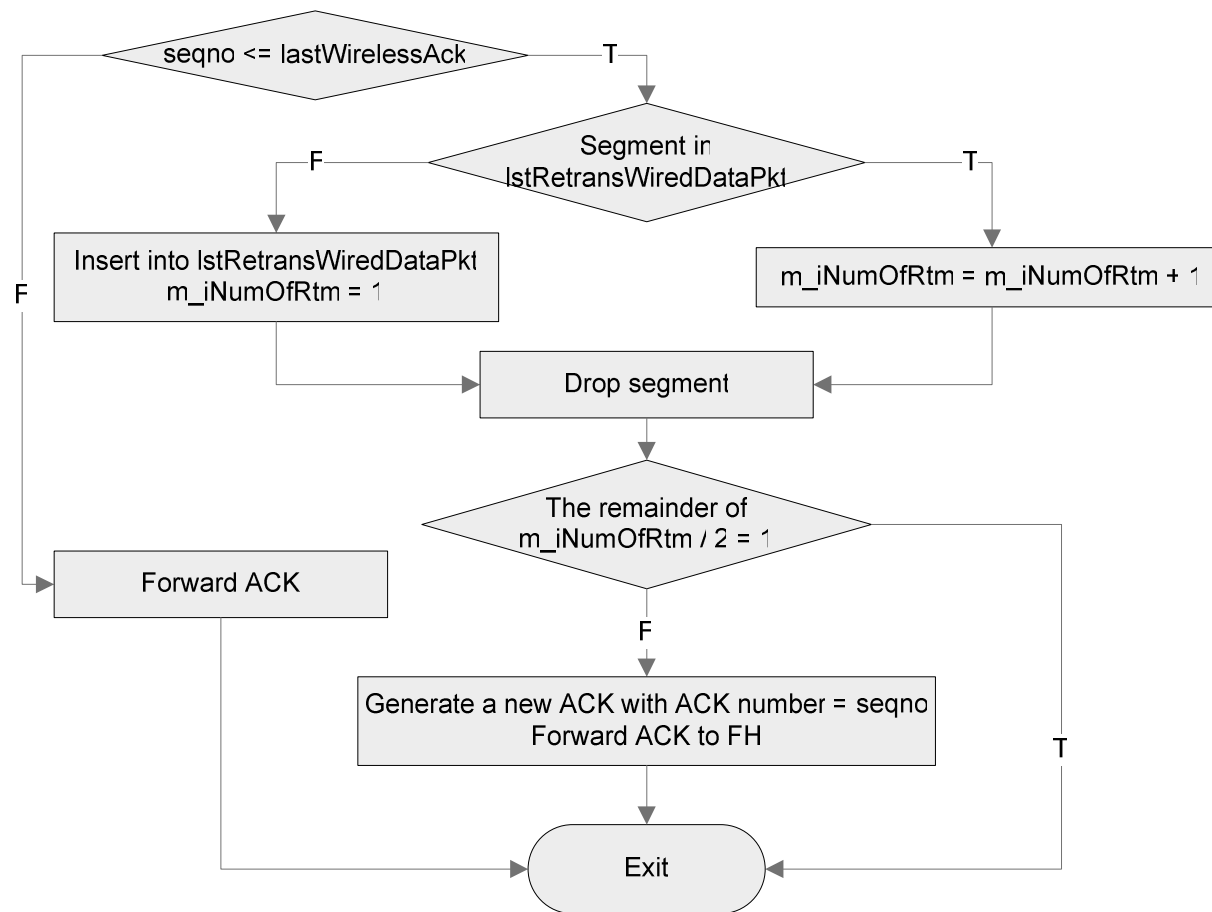 seqno <= lastWirelessAck
T
Segment in
lstRetransWiredDataPkt
F
T
Insert into lstRetransWiredDataPkt
m_iNumOfRtm = 1
m_iNumOfRtm = m_iNumOfRtm + 1
F
Drop segment
The remainder of
m_iNumOfRtm / 2 = 1
Forward ACK
F
Generate a new ACK with ACK number = seqno
Forward ACK to FH
T
Exit